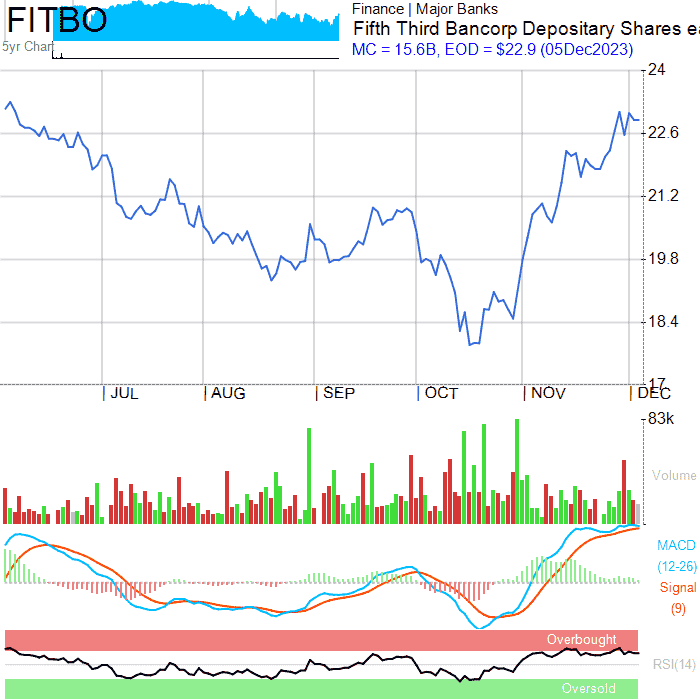 FITBO
5yr Chart
Finance | Major Banks
Fifth Third Bancorp Depositary Shares ea
MC = 15.6B, EOD = $22.9 (05Dec2023)
24
22.6
21.2
19.8
18.4
17
| JUL | AUG | SEP | OCT | NOV | DEC
83k
Volume
MACD
(12-26)
Signal
(9)
Overbought
RSI(14)
Oversold